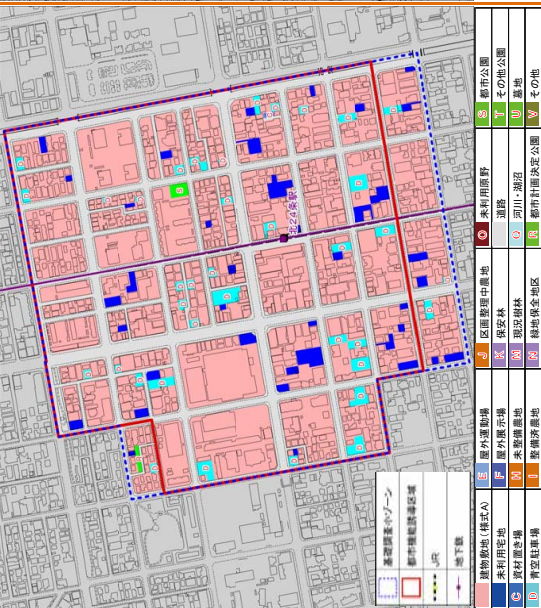 北24条駅
基礎調査小ゾーン
都市機能誘導区域
JR
地下鉄
建物敷地(様式A)
未利用宅地
C 資材置き場
D 青空駐車場
E 屋外運動場
F 屋外展示場
H 未整備農地
I 整備済農地
J 区画整理中農地
K 保安林
M 現況樹林
N 緑地保全地区
O 未利用原野
道路
Q 河川・湖沼
R 都市計画決定公園
S 都市公園
T その他公園
U 墓地
V その他